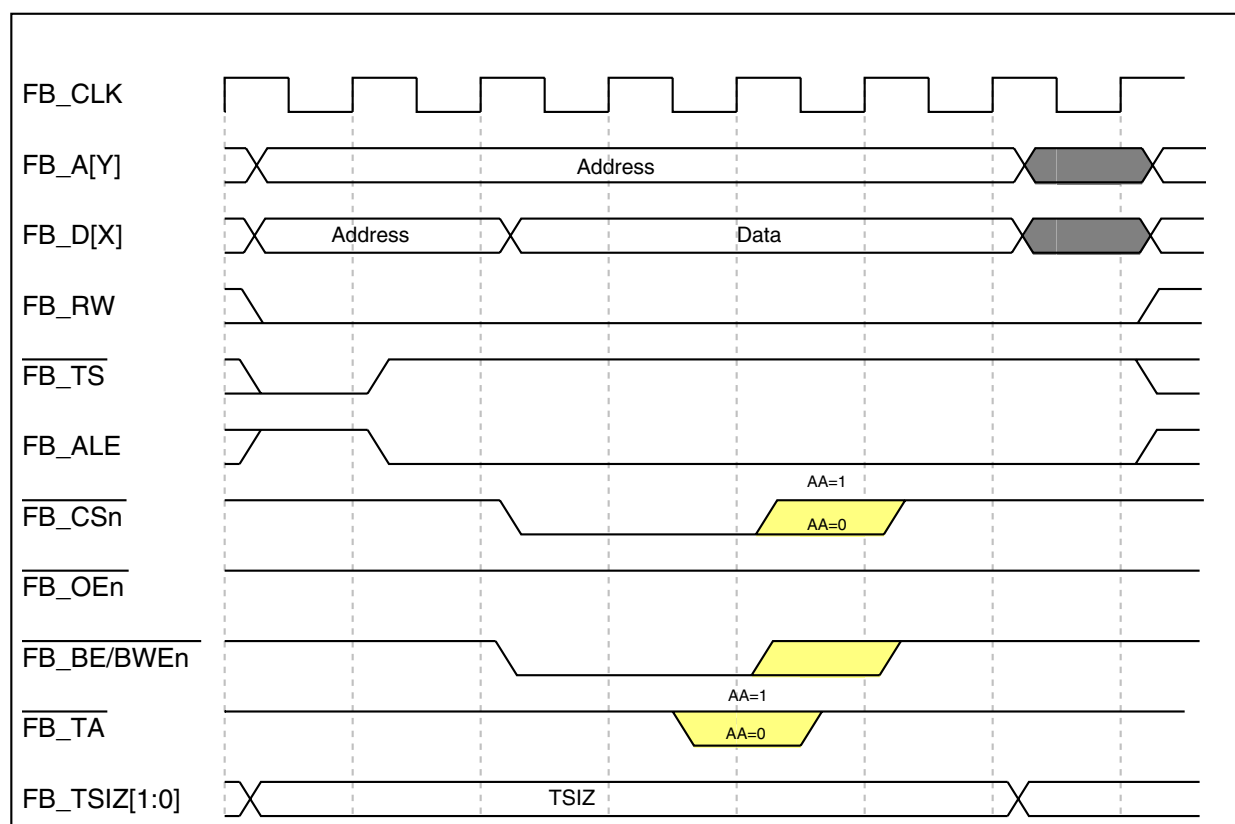 FB_CLK
FB_A[Y]
Address
FB_D[X]
Address
Data
FB_RW
FB_TS
FB_ALE
AA=1
FB_CSn
AA=0
FB_OEn
FB_BE/BWEn
AA=1
FB_TA
AA=0
FB_TSIZ[1:0]
TSIZ